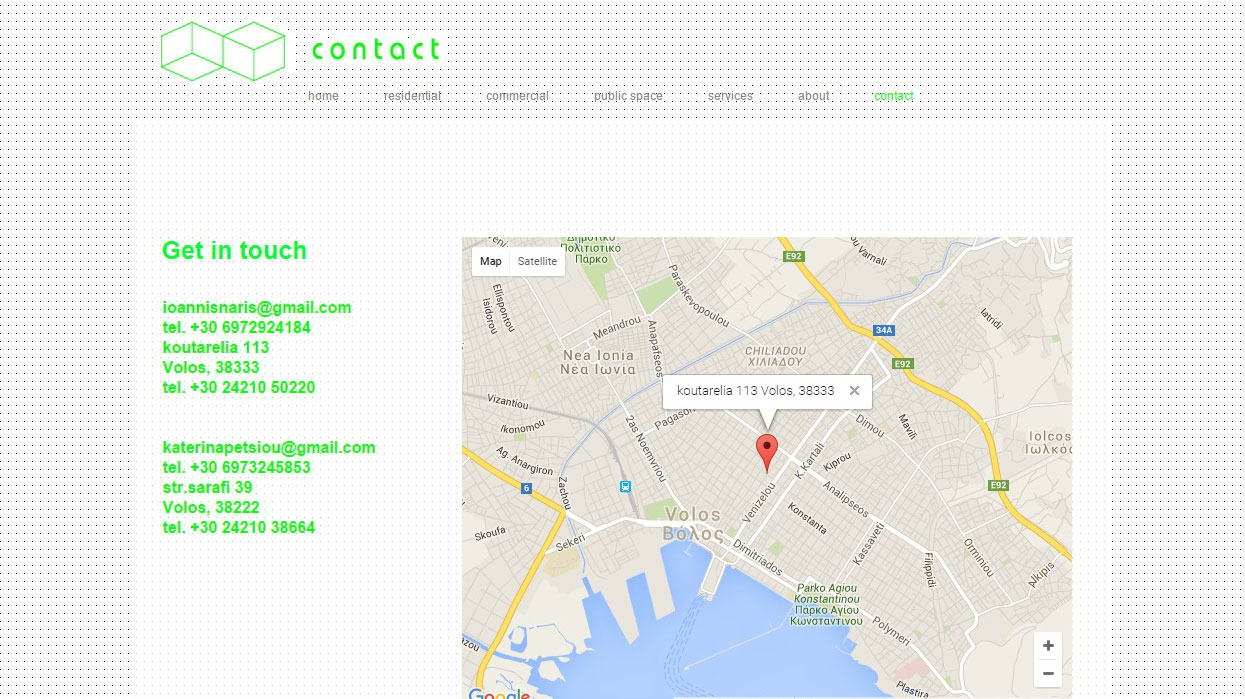 contact
home residential commercial public space services about contact
Get in touch
ioannisnaris@gmail.com
tel. +30 6972924184
koutarelia 113
Volos, 38333
tel. +30 24210 50220
katerinapetsiou@gmail.com
tel. +30 6973245853
str.sarafi 39
Volos, 38222
tel. +30 24210 38664
Map Satellite
Πολιτιστικό
Πάρκο
E92
ou Varnali
Paraskevopoulou
Ellispontou
Isidorou
Meandrou
Anapafseos
Iatridi
34A
Nea Ionia
Νέα Ιωνία
CHILIADOU
ΧΙΛΙΑΔΟΥ
E92
koutarelia 113 Volos, 38333
Vizantiou
Ikonomou
2as Noemvriou
Pagason
Dimou
Mavili
Iolcos
Ag. Anargiron
K.Kartali
Kiprou
6
Zachou
Venizelou
Analipseos
E92
Volos
Βόλος
Konstanta
Skoufa
Sekeri
Dimitriados
Kassaveti
Filippidi
Orminiou
Alkipis
Parko Agiou
Konstantinou
Πάρκο Αγίου
Κωνσταντίνου
Polymeri
Plastira
Google